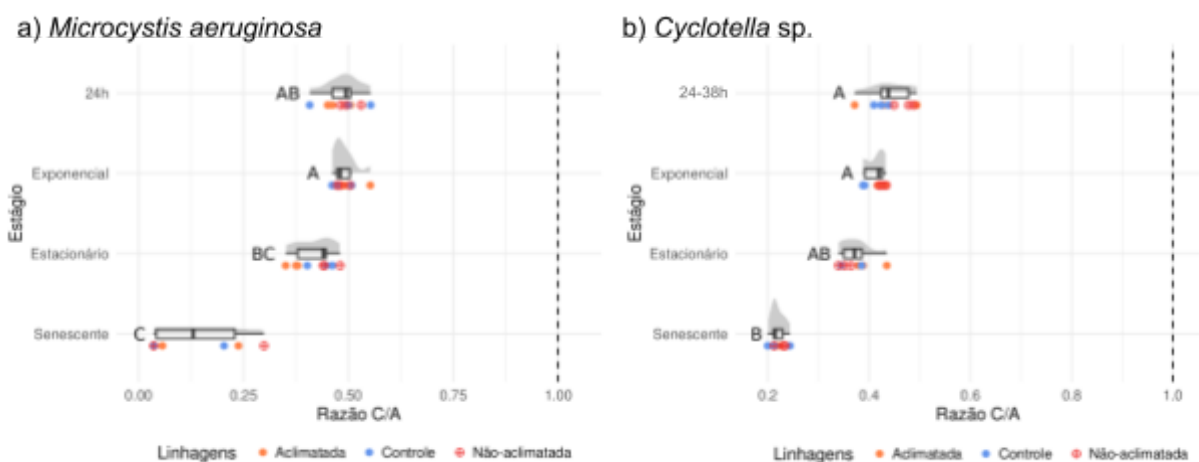 a) Microcystis aeruginosa
24h
AB
Exponencial
A
Estacionário
BC
Senescente
C
Estágio
0.00 0.25 0.50 0.75 1.00
Razão C/A
Linhagens Aclimatada Controle Não-aclimatada
b) Cyclotella sp.
24-38h
A
Exponencial
A
Estacionário
AB
Senescente
B
Estágio
0.2 0.4 0.6 0.8 1.0
Razão C/A
Linhagens Aclimatada Controle Não-aclimatada